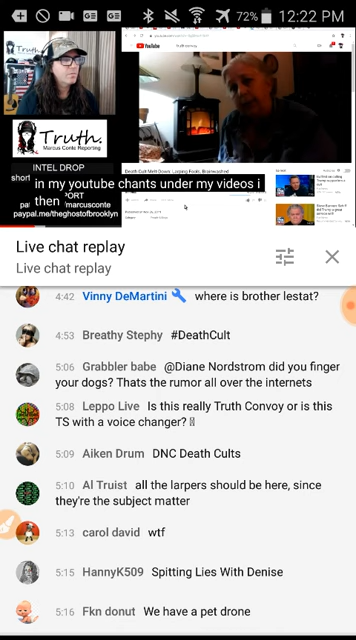 72% 12:22 PM
YouTube
truth convoy
Truth.
Truth.
Marcus Conte Reporting
Death Cult Melt Down: Larping Fools, Brainwashed
INTEL DROP
short
in my youtube chants under my videos i
then
PORT
paypal.me/theghostofbrooklyn
Live chat replay
Live chat replay
4:42 Vinny DeMartini where is brother lestat?
4:53 Breathy Stephy #DeathCult
5:06 Grabbler babe @Diane Nordstrom did you finger
your dogs? Thats the rumor all over the internets
5:08 Leppo Live Is this really Truth Convoy or is this
TS with a voice changer?
5:09 Aiken Drum DNC Death Cults
5:10 Al Truist all the larpers should be here, since
they're the subject matter
5:13 carol david wtf
5:15 HannyK509 Spitting Lies With Denise
5:16 Fkn donut We have a pet drone